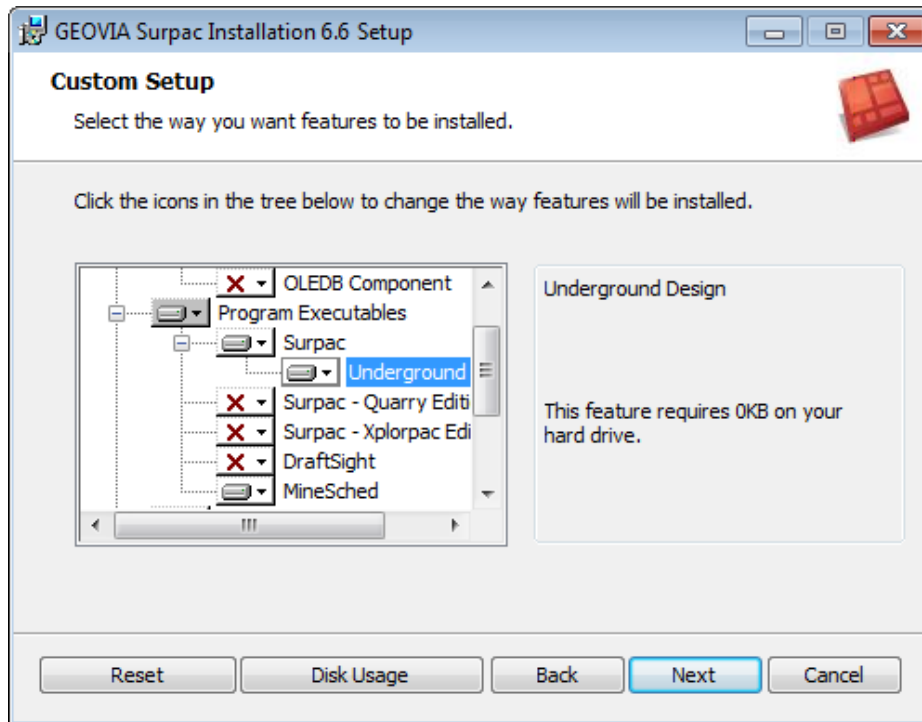 GEOVIA Surpac Installation 6.6 Setup
Custom Setup
Select the way you want features to be installed.
Click the icons in the tree below to change the way features will be installed.
OLEDB Component
Program Executables
Surpac
Underground
Surpac - Quarry Editi
Surpac - Xplorpac Edi
DraftSight
MineSched
Underground Design
This feature requires 0KB on your
hard drive.
Reset
Disk Usage
Back
Next
Cancel